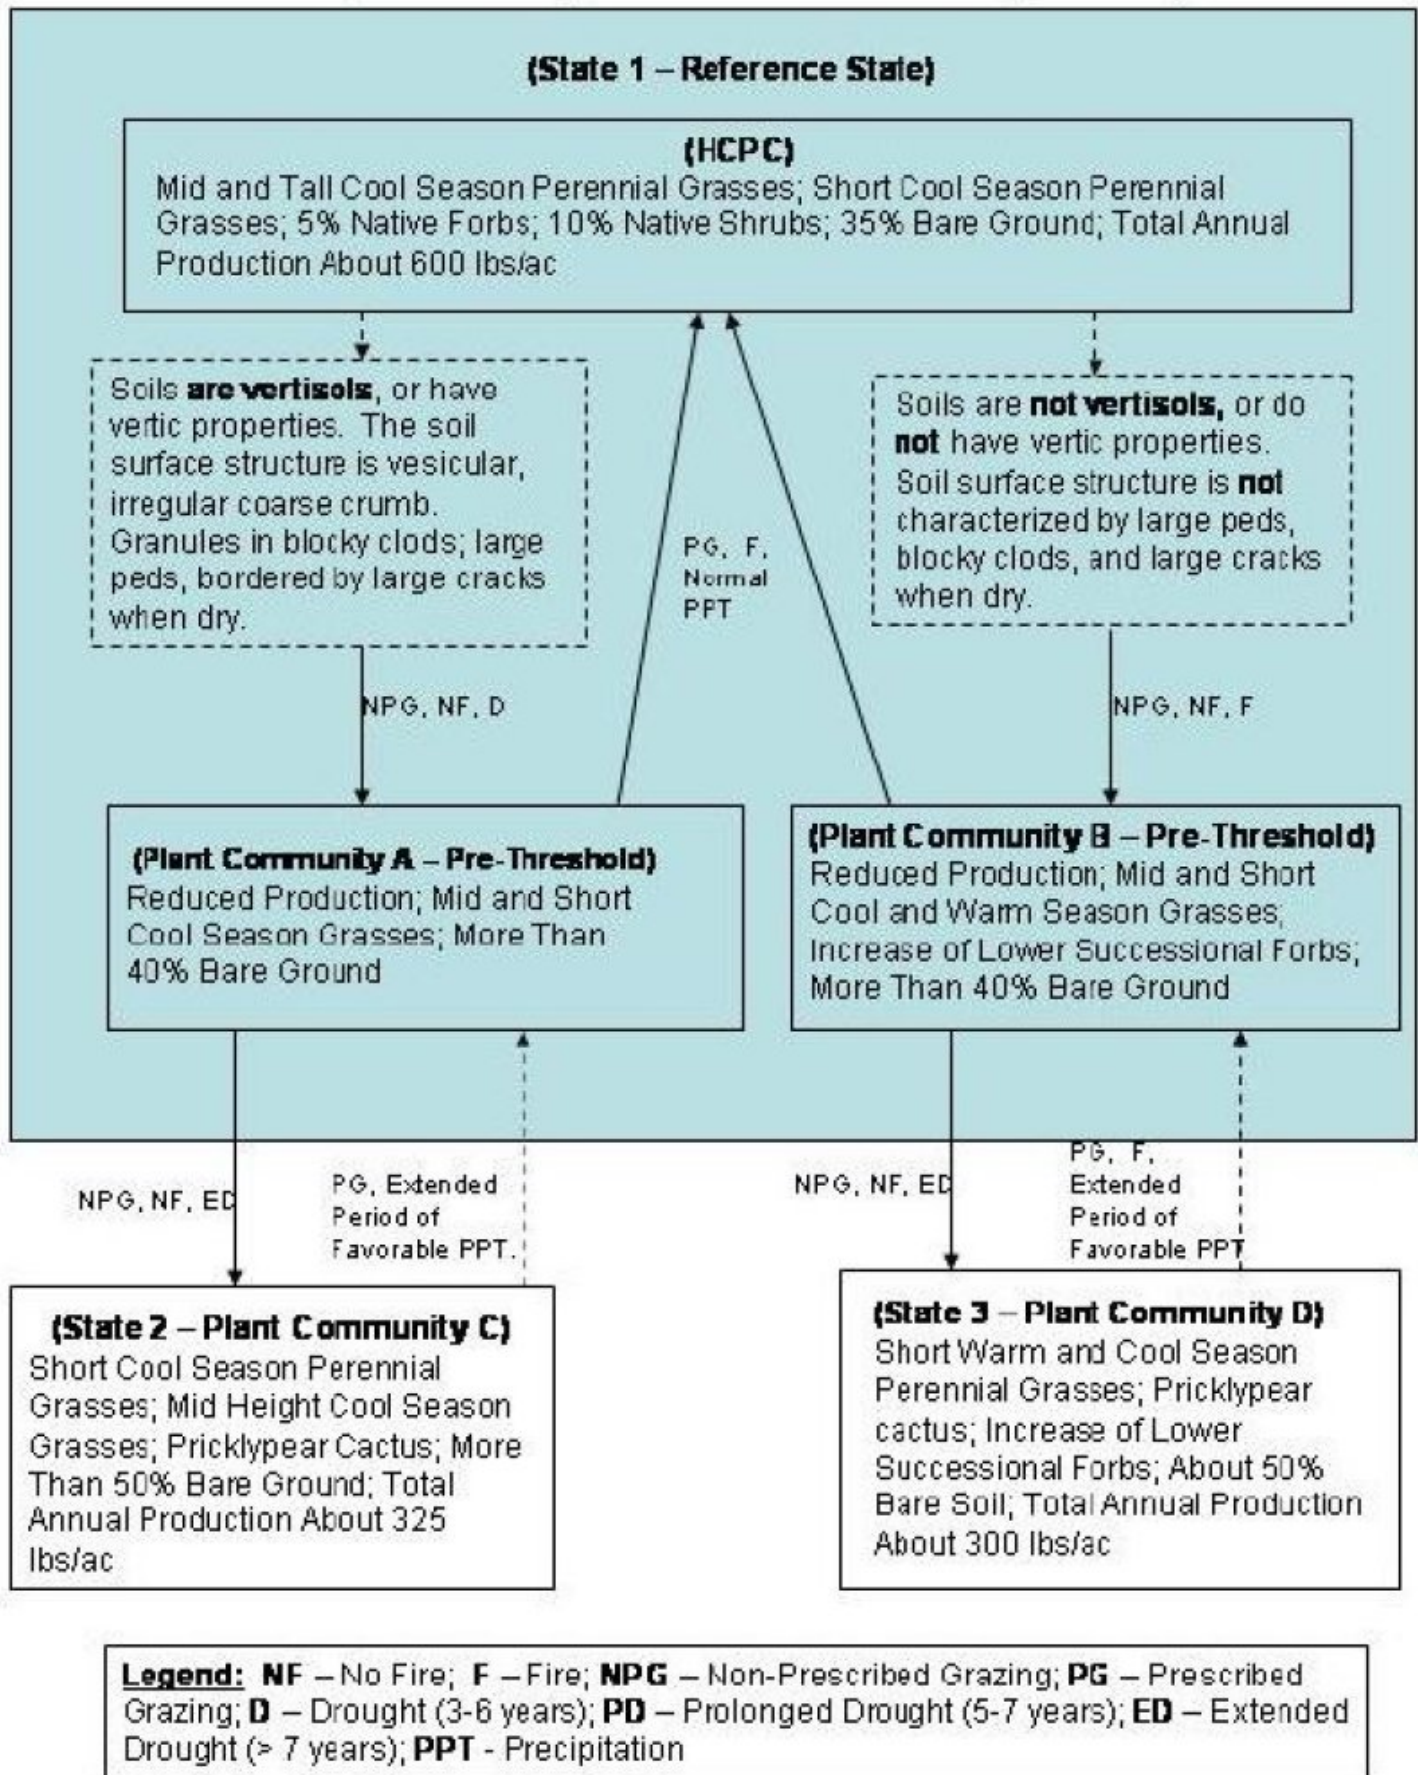 (State 1 – Reference State)
(HCPC)
Mid and Tall Cool Season Perennial Grasses; Short Cool Season Perennial
Grasses; 5% Native Forbs; 10% Native Shrubs; 35% Bare Ground; Total Annual
Production About 600 lbs/ac
Soils are vertisols, or have
vertic properties. The soil
surface structure is vesicular,
irregular coarse crumb.
Granules in blocky clods; large
peds, bordered by large cracks
when dry.
PG, F,
Normal
PPT
Soils are not vertisols, or do
not have vertic properties.
Soil surface structure is not
characterized by large peds,
blocky clods, and large cracks
when dry.
NPG, NF, D
NPG, NF, F
(Plant Community A – Pre-Threshold)
Reduced Production; Mid and Short
Cool Season Grasses; More Than
40% Bare Ground
(Plant Community B – Pre-Threshold)
Reduced Production; Mid and Short
Cool and Warm Season Grasses;
Increase of Lower Successional Forbs;
More Than 40% Bare Ground
NPG, NF, ED
PG, Extended
Period of
Favorable PPT.
NPG, NF, ED
PG, F,
Extended
Period of
Favorable PPT
(State 2 – Plant Community C)
Short Cool Season Perennial
Grasses; Mid Height Cool Season
Grasses; Pricklypear Cactus; More
Than 50% Bare Ground; Total
Annual Production About 325
lbs/ac
(State 3 – Plant Community D)
Short Warm and Cool Season
Perennial Grasses; Pricklypear
cactus; Increase of Lower
Successional Forbs; About 50%
Bare Soil; Total Annual Production
About 300 lbs/ac
Legend: NF – No Fire; F – Fire; NPG – Non-Prescribed Grazing; PG – Prescribed
Grazing; D – Drought (3-6 years); PD – Prolonged Drought (5-7 years); ED – Extended
Drought (> 7 years); PPT - Precipitation